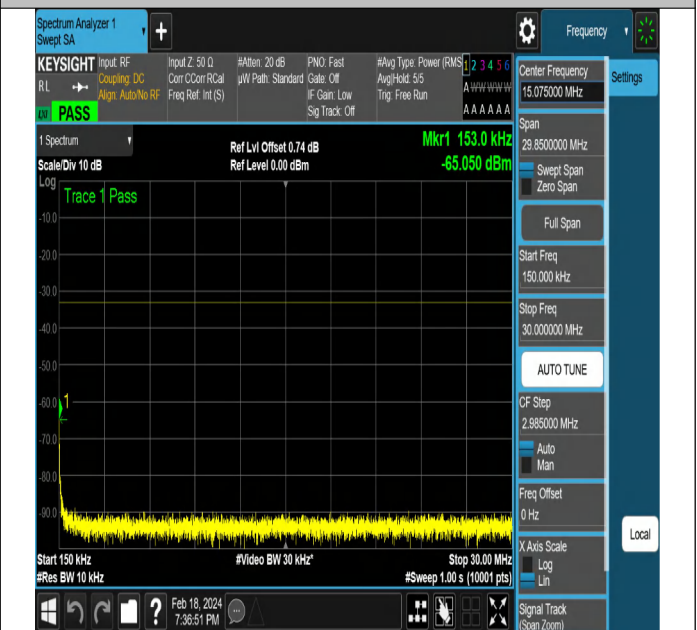 Spectrum Analyzer 1
Swept SA
+
Frequency
KEYSIGHT
RL
PASS
Input: RF
Coupling: DC
Align: Auto/No RF
Input Z: 50 Ω
Corr CCorr RCal
Freq Ref: Int (S)
#Atten: 20 dB
µW Path: Standard
PNO: Fast
Gate: Off
IF Gain: Low
Sig Track: Off
#Avg Type: Power (RMS
Avg|Hold: 5/5
Trig: Free Run
1 2 3 4 5 6
A W W W W W
A A A A A A
1 Spectrum
Scale/Div 10 dB
Ref Lvl Offset 0.74 dB
Ref Level 0.00 dBm
Mkr1 153.0 kHz
-65.050 dBm
Log
Trace 1 Pass
-10.0
-20.0
-30.0
-40.0
-50.0
-60.0
-70.0
-80.0
-90.0
1
Start 150 kHz
#Res BW 10 kHz
#Video BW 30 kHz*
Stop 30.00 MHz
#Sweep 1.00 s (10001 pts)
Center Frequency
15.075000 MHz
Settings
Span
29.8500000 MHz
Swept Span
Zero Span
Full Span
Start Freq
150.000 kHz
Stop Freq
30.000000 MHz
AUTO TUNE
CF Step
2.985000 MHz
Auto
Man
Freq Offset
0 Hz
X Axis Scale
Log
Lin
Signal Track
(Span Zoom)
Local
?
Feb 18, 2024
7:36:51 PM